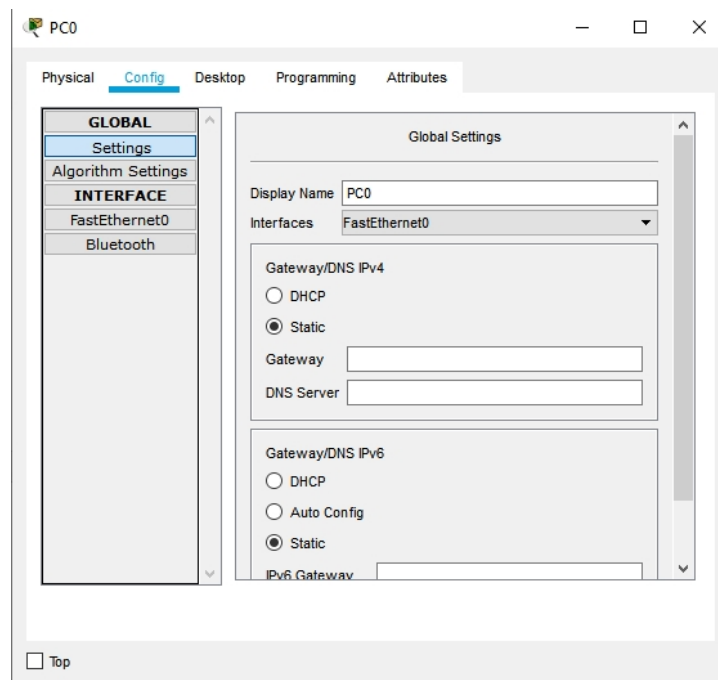 PC0
Physical Config Desktop Programming Attributes
GLOBAL
Settings
Algorithm Settings
INTERFACE
FastEthernet0
Bluetooth
Global Settings
Display Name PC0
Interfaces FastEthernet0
Gateway/DNS IPv4
DHCP
Static
Gateway
DNS Server
Gateway/DNS IPv6
DHCP
Auto Config
Static
IPv6 Gateway
Top